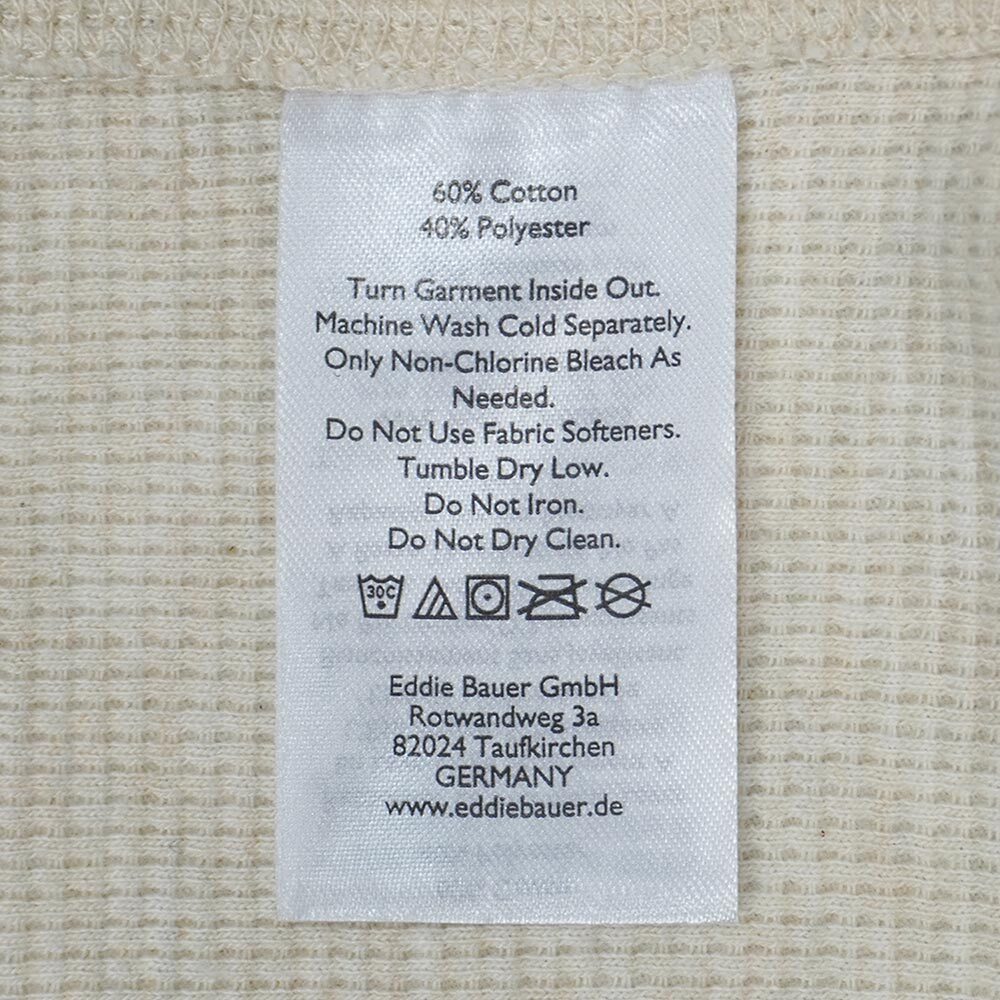 60% Cotton
40% Polyester
Turn Garment Inside Out.
Machine Wash Cold Separately.
Only Non-Chlorine Bleach As
Needed.
Do Not Use Fabric Softeners.
Tumble Dry Low.
Do Not Iron.
Do Not Dry Clean.
30C
Eddie Bauer GmbH
Rotwandweg 3a
82024 Taufkirchen
GERMANY
www.eddiebauer.de